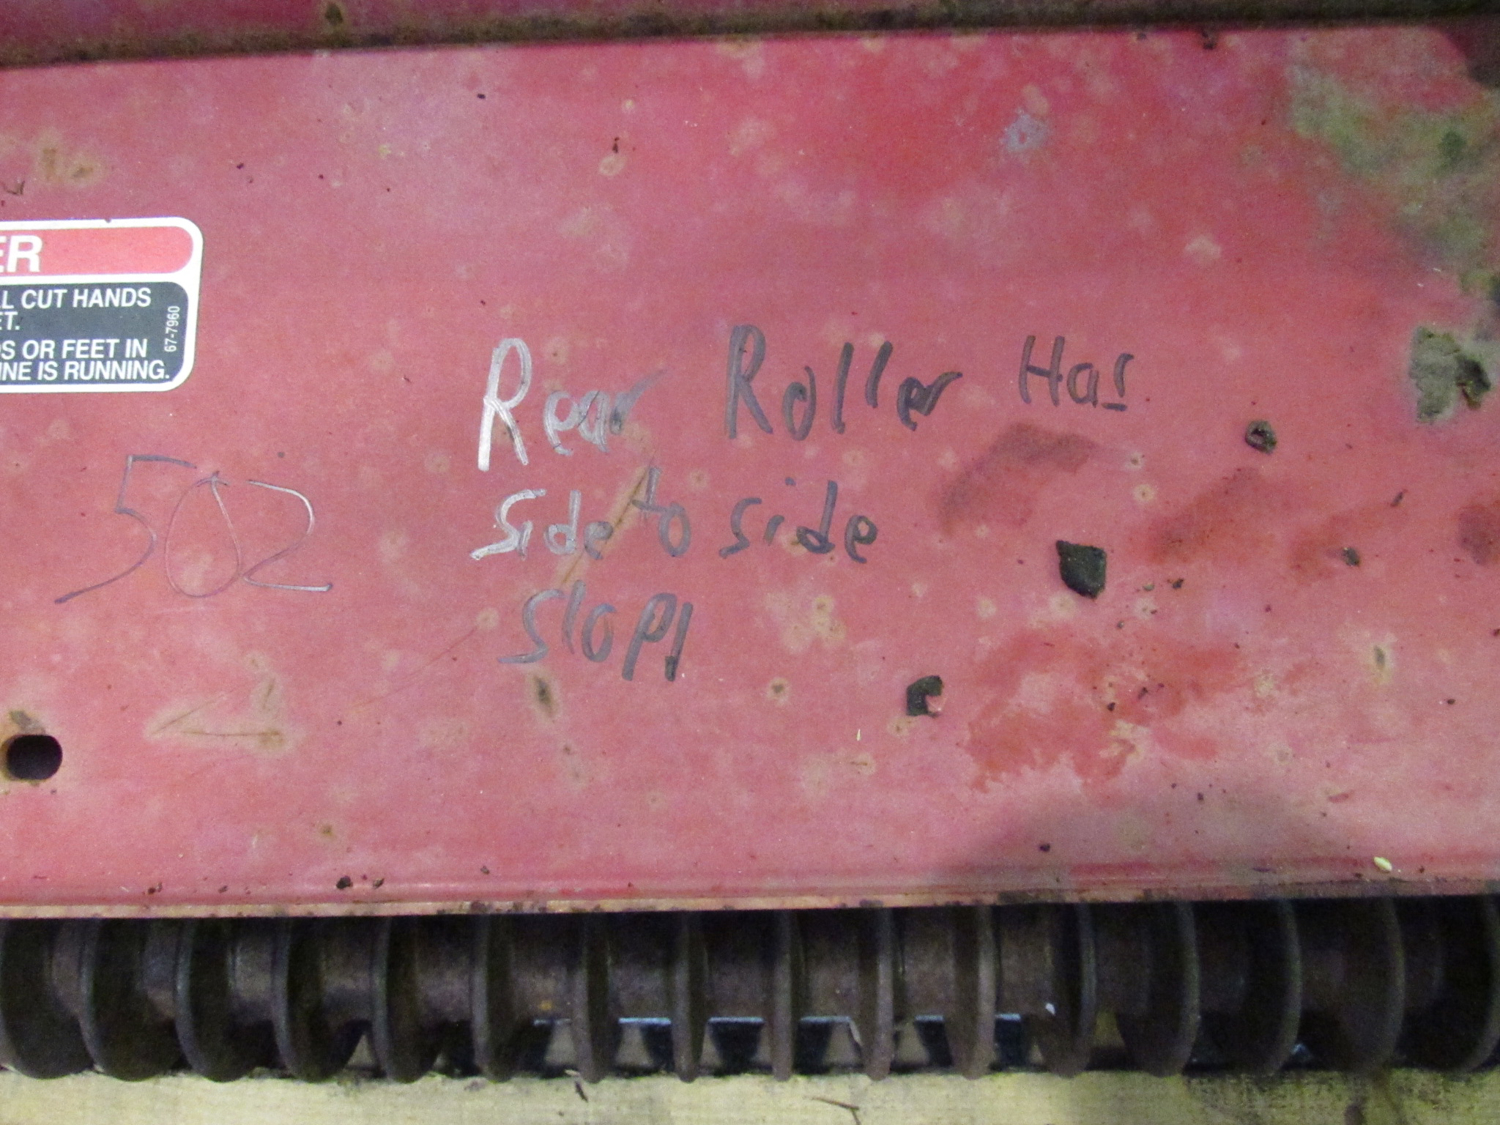 ER
L CUT HANDS
ET.
DS OR FEET IN
INE IS RUNNING.
67-7960
502
Rear Roller Has
side to side
slop!